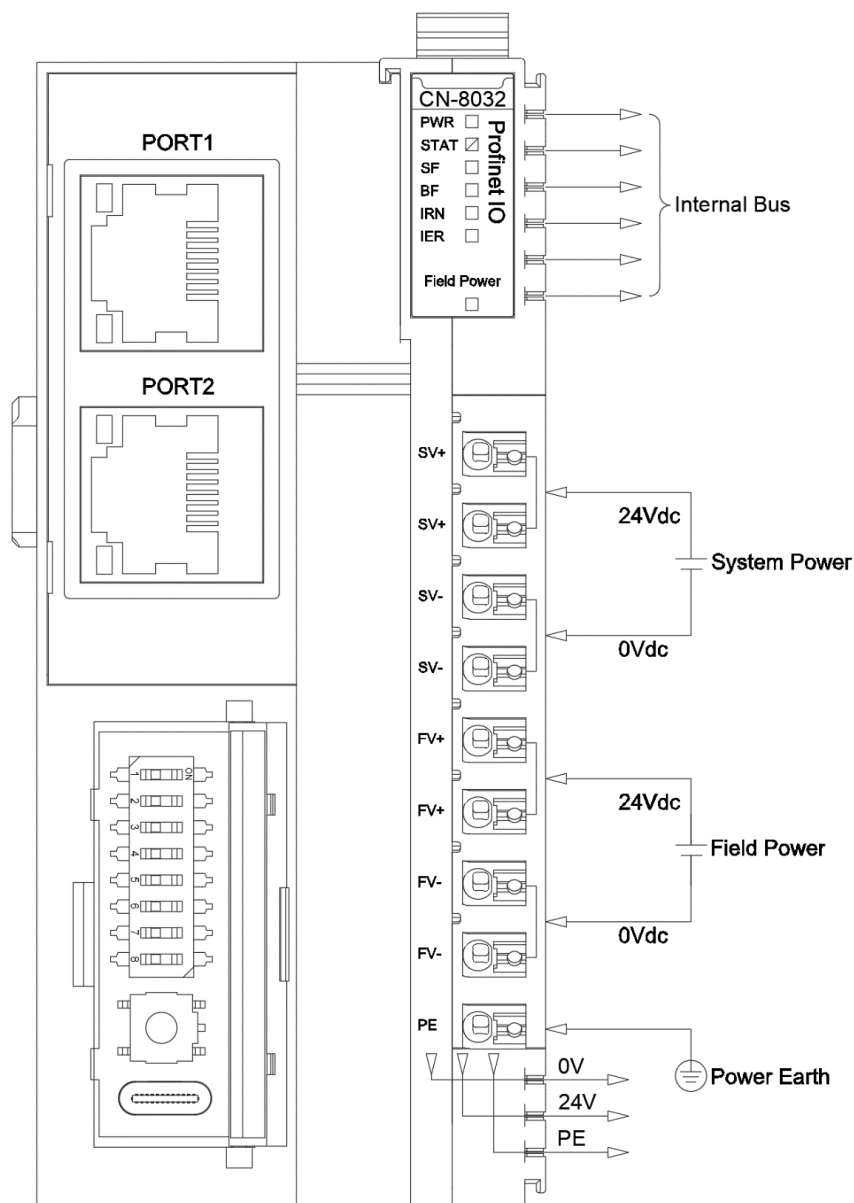 PORT1
PORT2
CN-8032
Profinet IO
PWR
STAT
SF
BF
IRN
IER
Field Power
Internal Bus
SV+
SV+
SV-
SV-
FV+
FV+
FV-
FV-
PE
24Vdc
System Power
0Vdc
24Vdc
Field Power
0Vdc
Power Earth
0V
24V
PE
ON
1
2
3
4
5
6
7
8